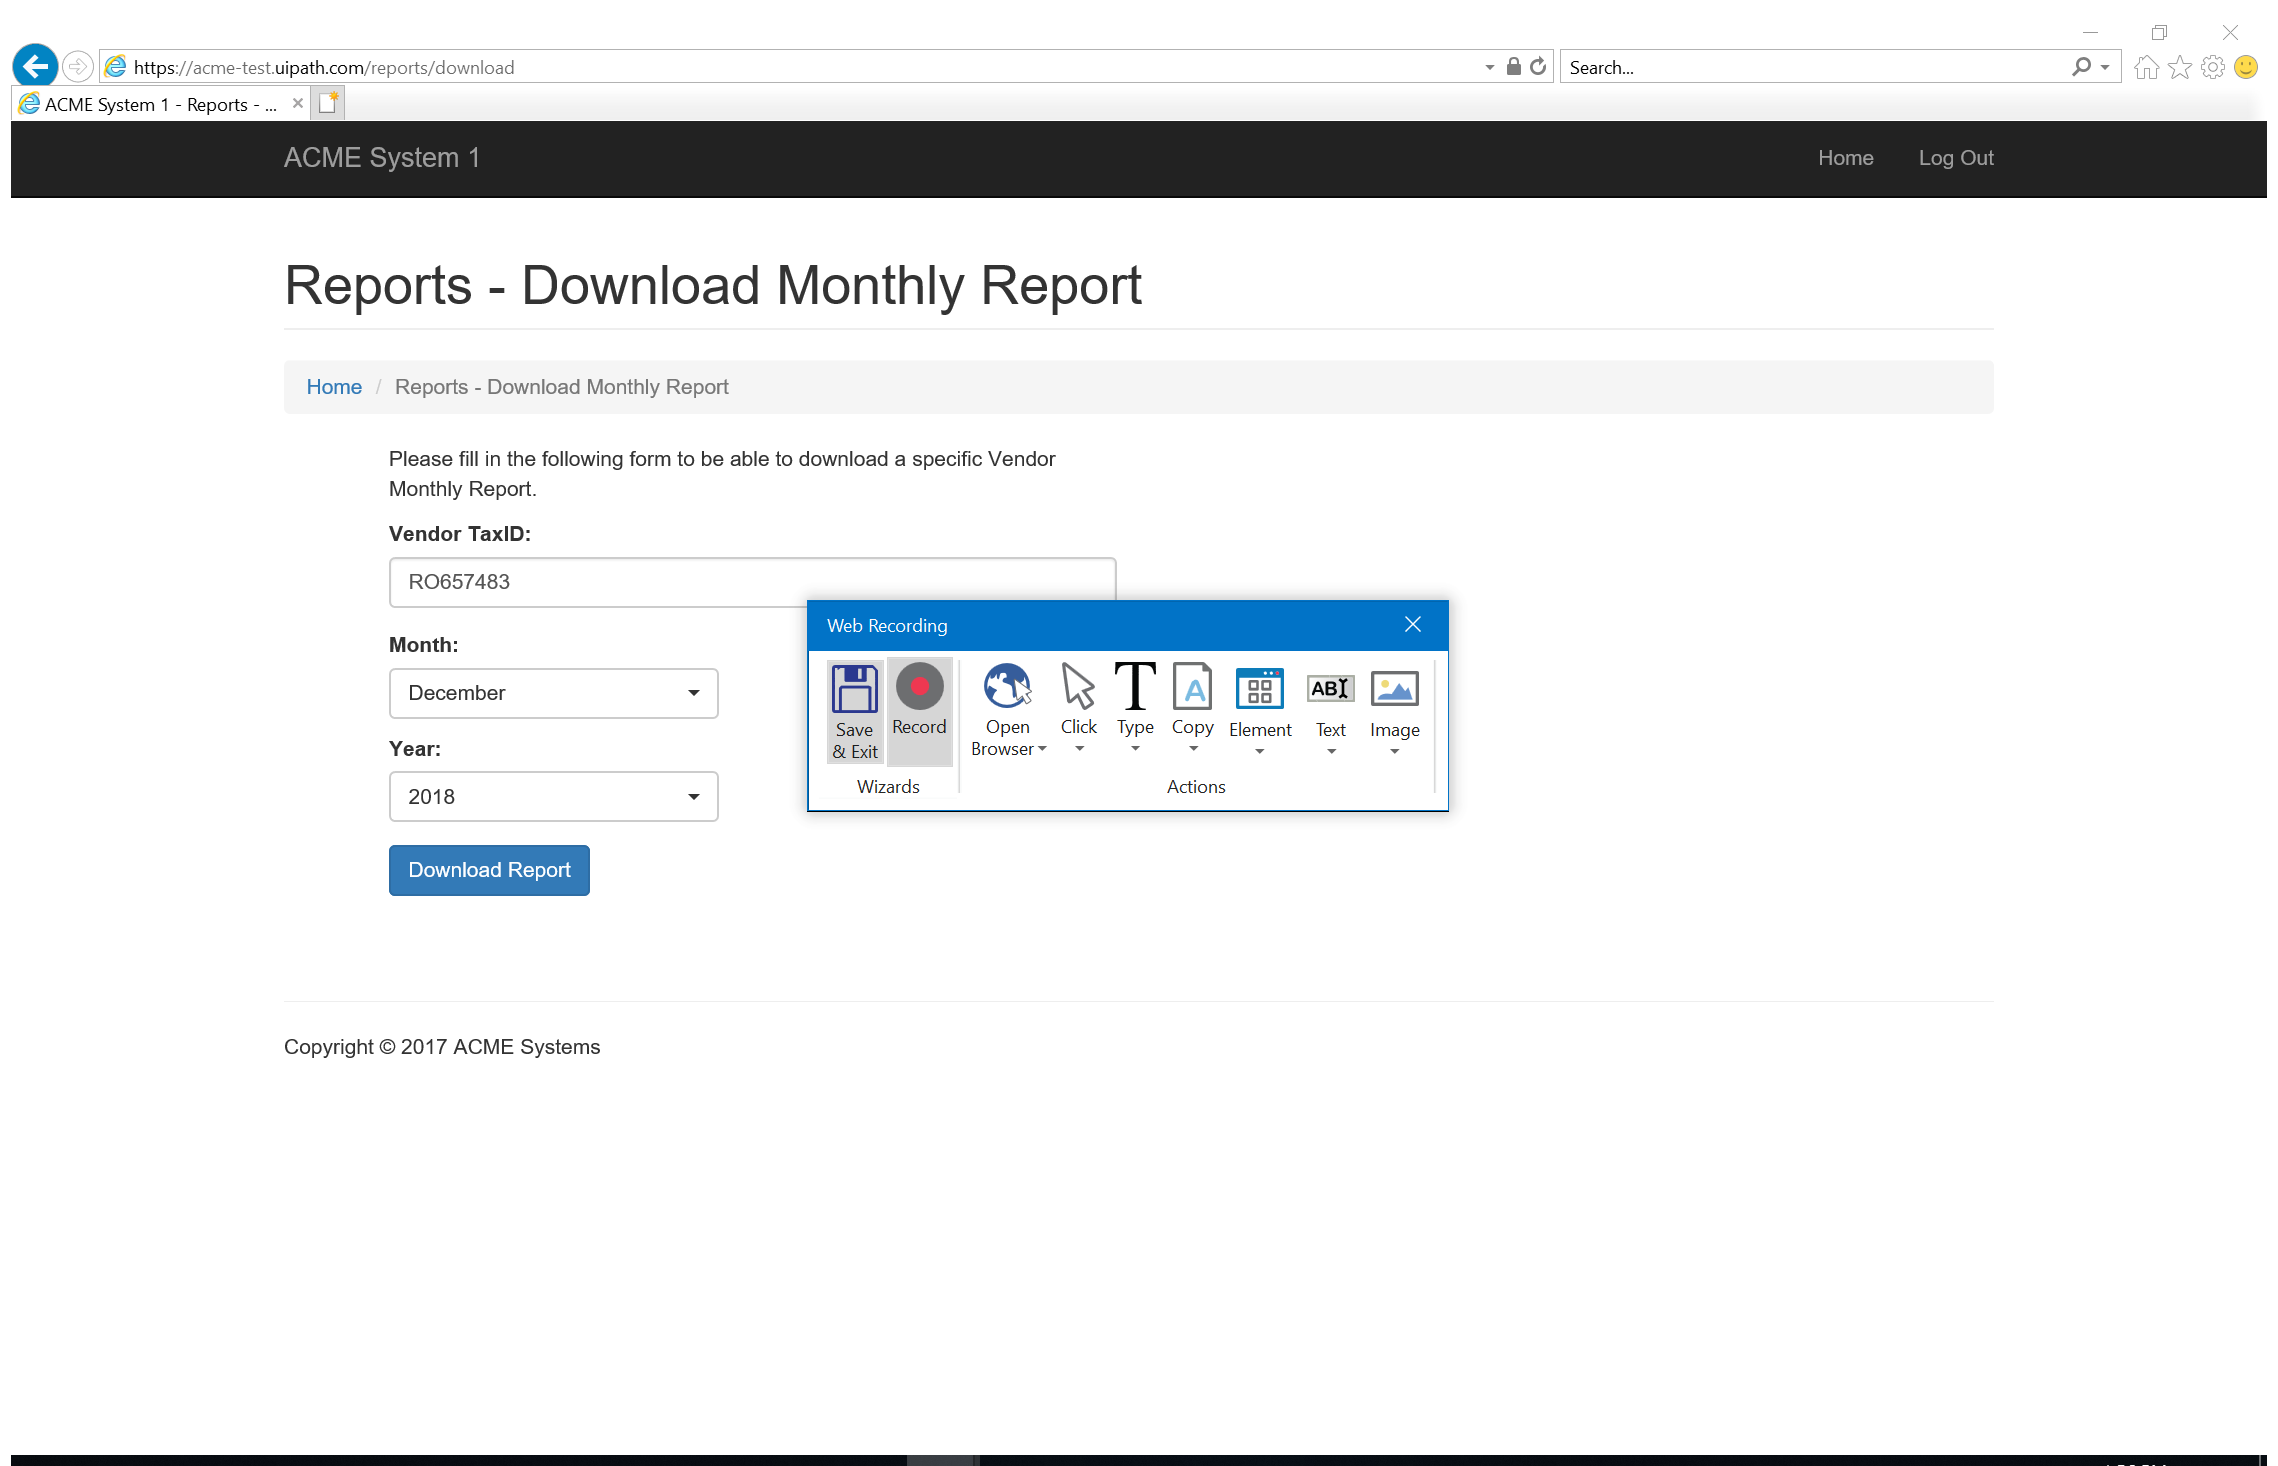 https://acme-test.uipath.com/reports/download
Search...
ACME System 1 - Reports - ...
ACME System 1
Home
Log Out
Reports - Download Monthly Report
Home / Reports - Download Monthly Report
Please fill in the following form to be able to download a specific Vendor
Monthly Report.
Vendor TaxID:
RO657483
Month:
December
Year:
2018
Download Report
Web Recording
Save
& Exit
Record
Wizards
Open
Browser
Click
T
Type
A
Copy
Element
AB
Text
Image
Actions
Copyright © 2017 ACME Systems